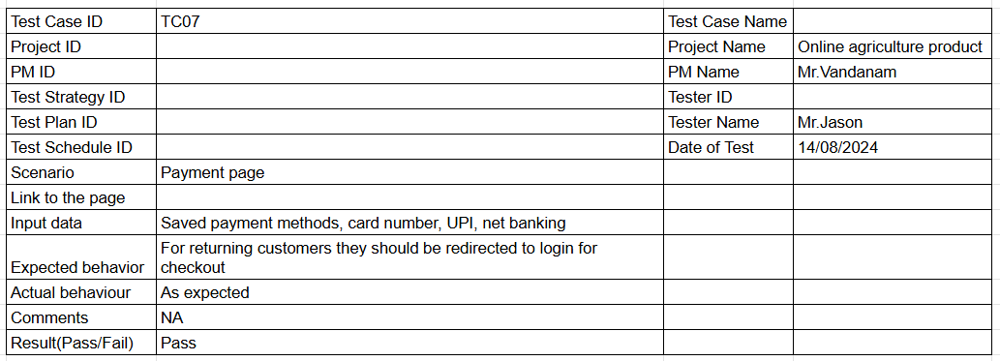 Test Case ID TC07 Test Case Name
Project ID Project Name Online agriculture product
PM ID PM Name Mr.Vandanam
Test Strategy ID Tester ID
Test Plan ID Tester Name Mr.Jason
Test Schedule ID Date of Test 14/08/2024
Scenario Payment page
Link to the page
Input data Saved payment methods, card number, UPI, net banking
Expected behavior For returning customers they should be redirected to login for
checkout
Actual behaviour As expected
Comments NA
Result(Pass/Fail) Pass